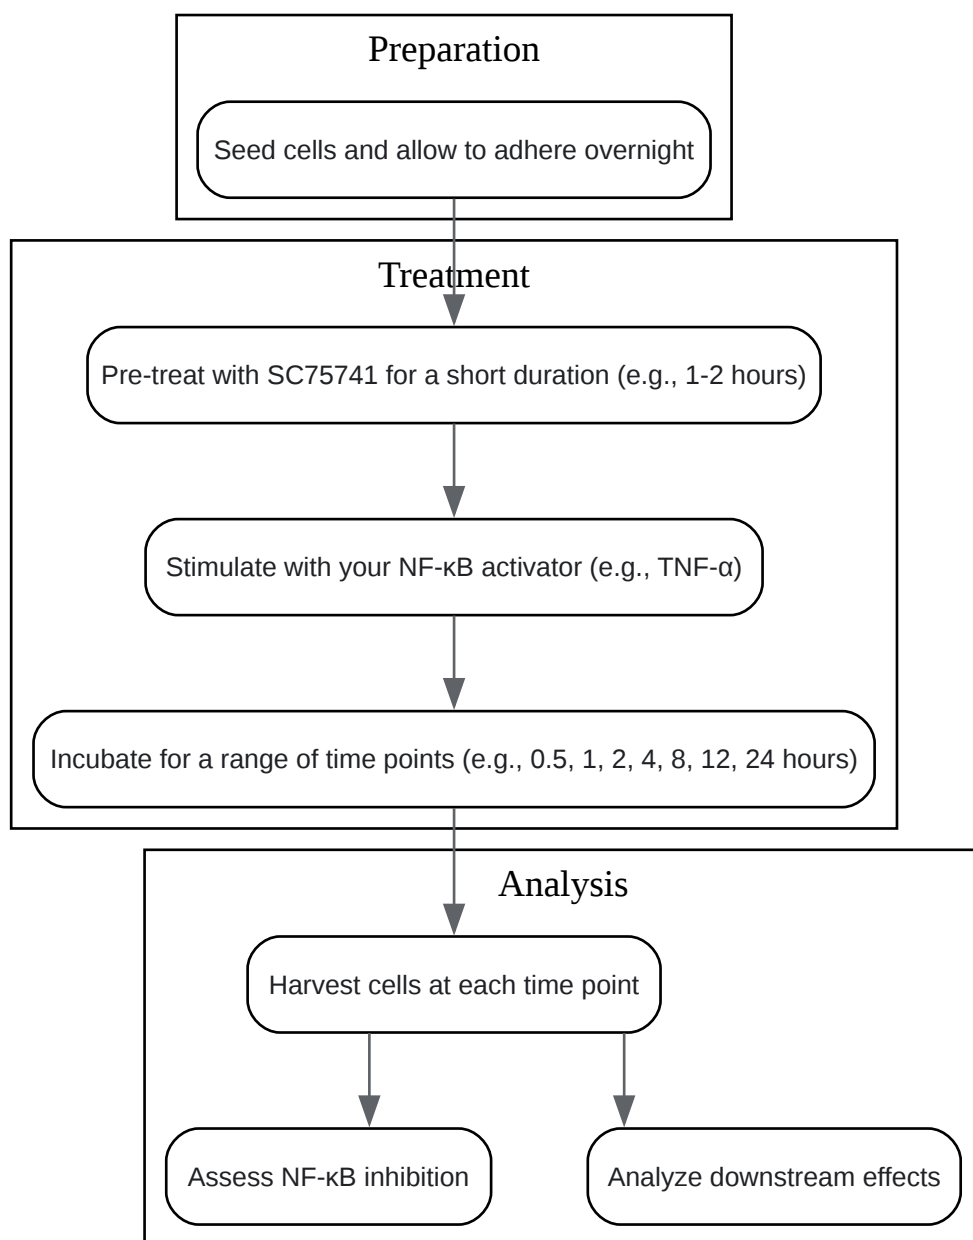 Preparation
Seed cells and allow to adhere overnight
Treatment
Pre-treat with SC75741 for a short duration (e.g., 1-2 hours)
Stimulate with your NF-κB activator (e.g., TNF-α)
Incubate for a range of time points (e.g., 0.5, 1, 2, 4, 8, 12, 24 hours)
Analysis
Harvest cells at each time point
Assess NF-κB inhibition
Analyze downstream effects